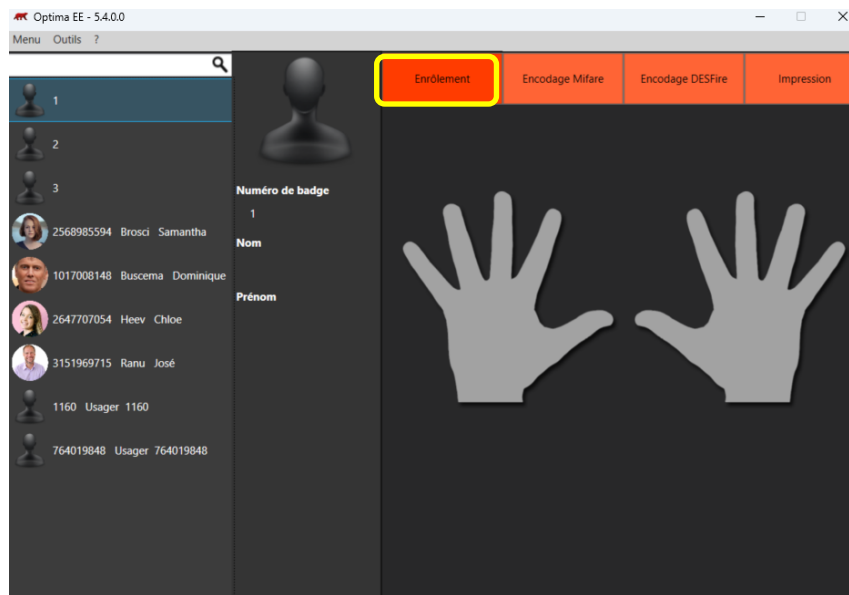 Optima EE - 5.4.0.0
Menu Outils ?
1
2
3
2568985594 Brosci Samantha
1017008148 Buscema Dominique
2647707054 Heev Chloe
3151969715 Ranu José
1160 Usager 1160
764019848 Usager 764019848
Numéro de badge
1
Nom
Prénom
Enrôlement Encodage Mifare Encodage DESFire Impression